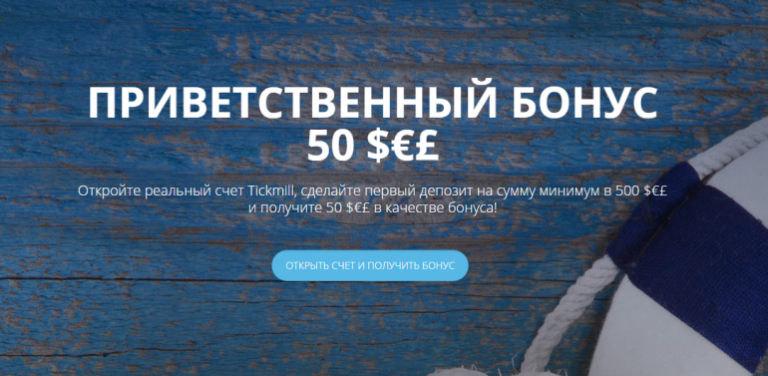 ПРИВЕТСТВЕННЫЙ БОНУС
50 $€£
Откройте реальный счет Tickmill, сделайте первый депозит на сумму минимум в 500 $€£
и получите 50 $€£ в качестве бонуса!
ОТКРЫТЬ СЧЕТ И ПОЛУЧИТЬ БОНУС